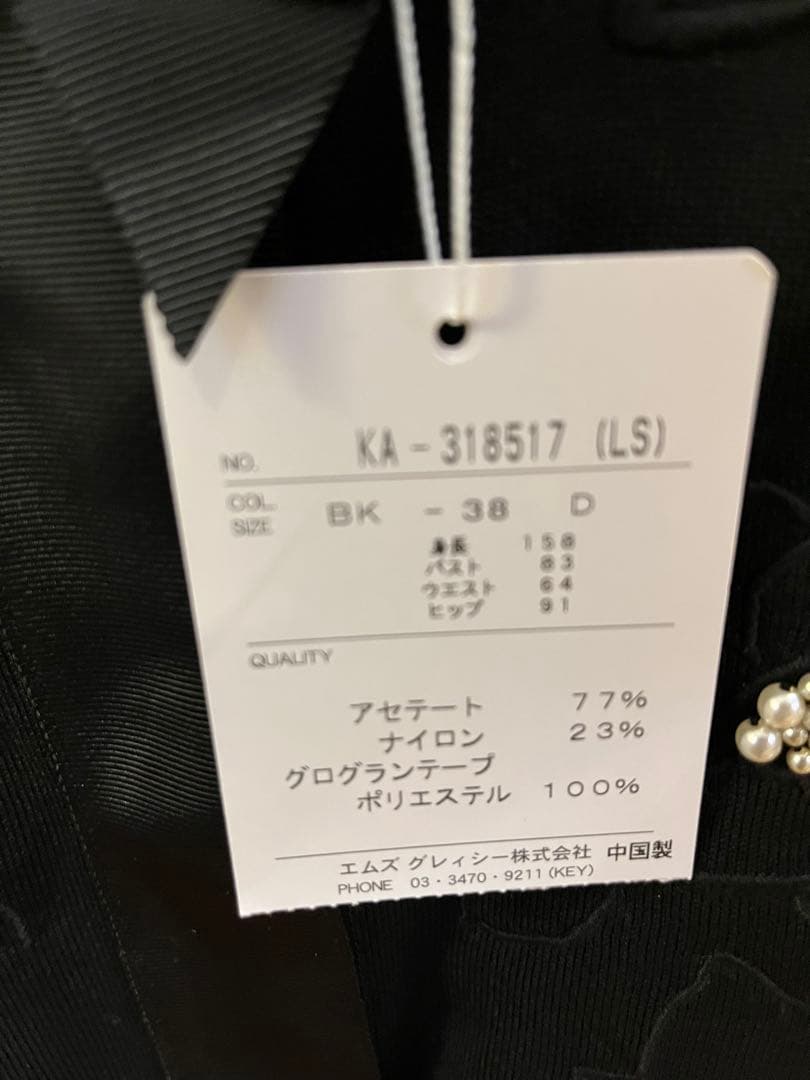 NO. KA-318517 (LS)
COL
SIZE BK -38 D
身長 158
バスト 83
ウエスト 64
ヒップ 91
QUALITY
アセテート 77%
ナイロン 23%
グログランテープ
ポリエステル 100%
エムズ グレィシー株式会社 中国製
PHONE 03・3470・9211(KEY)